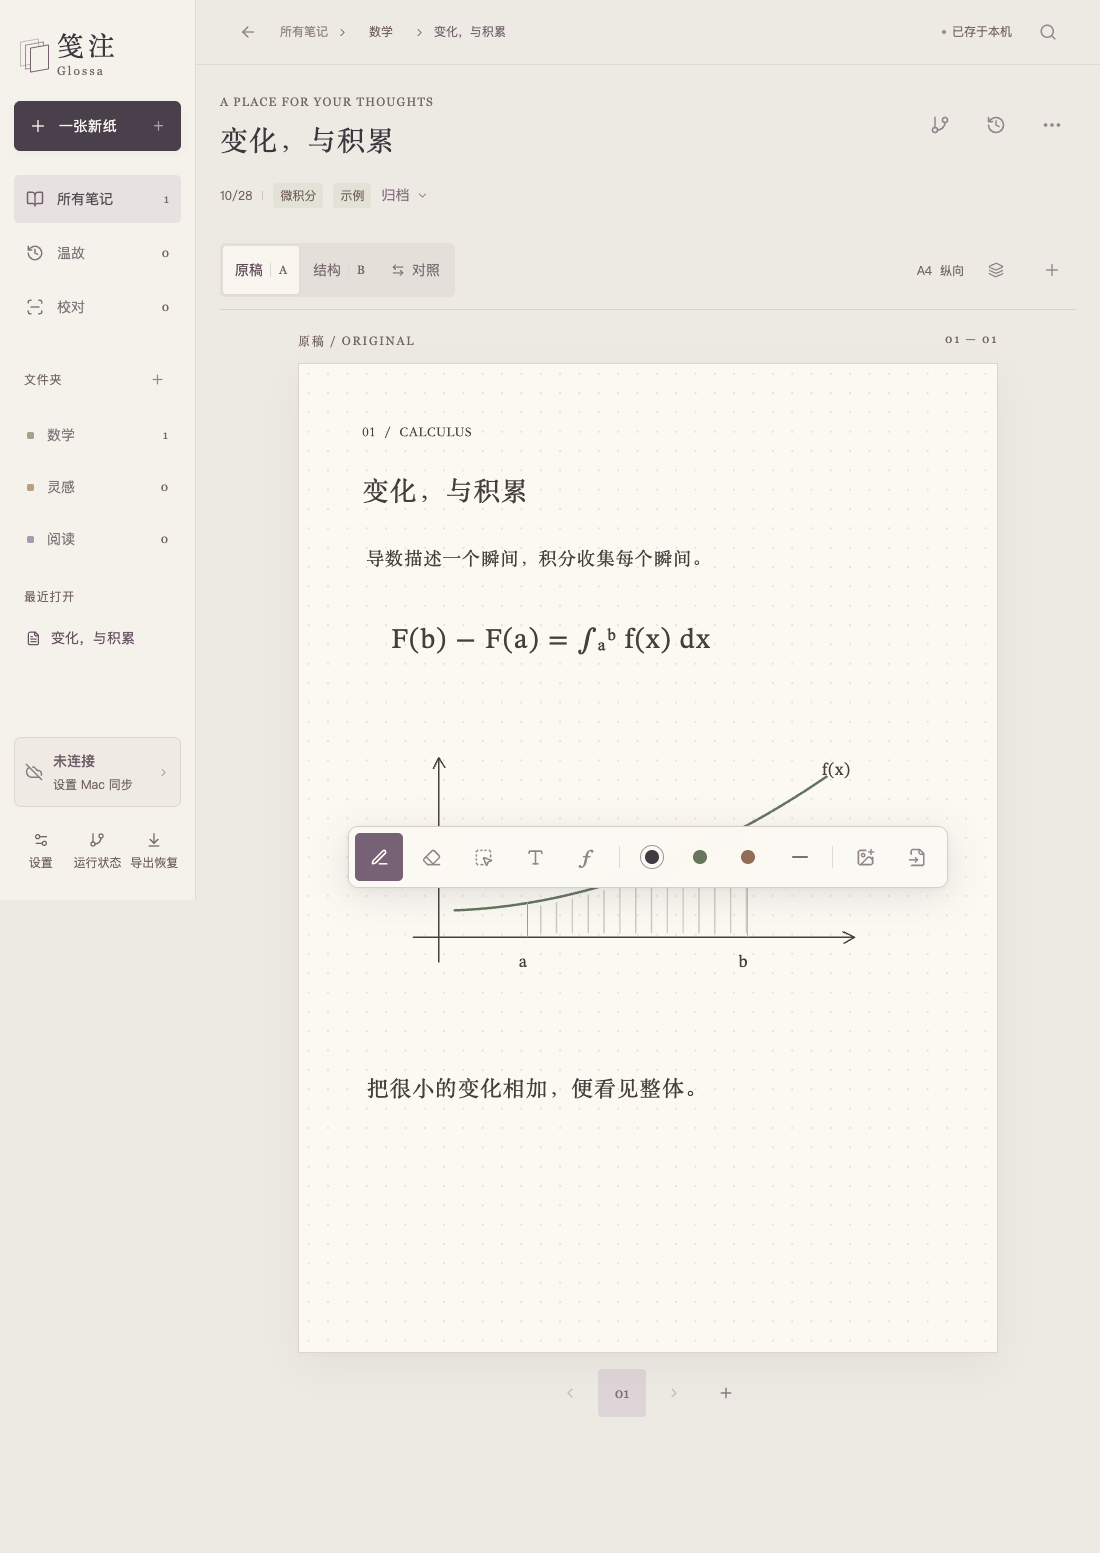 笺注
Glossa
一张新纸
所有笔记 1
温故 0
校对 0
文件夹
数学 1
灵感 0
阅读 0
最近打开
变化，与积累
未连接
设置 Mac 同步
设置 运行状态 导出恢复
所有笔记 数学 变化，与积累
已存于本机
A PLACE FOR YOUR THOUGHTS
变化，与积累
10/28 微积分 示例 归档
原稿 A 结构 B 对照
A4 纵向
原稿 / ORIGINAL
01 — 01
01 / CALCULUS
变化，与积累
导数描述一个瞬间，积分收集每个瞬间。
F(b) − F(a) = ∫ₐᵇ f(x) dx
f(x)
T f
a b
把很小的变化相加，便看见整体。
01